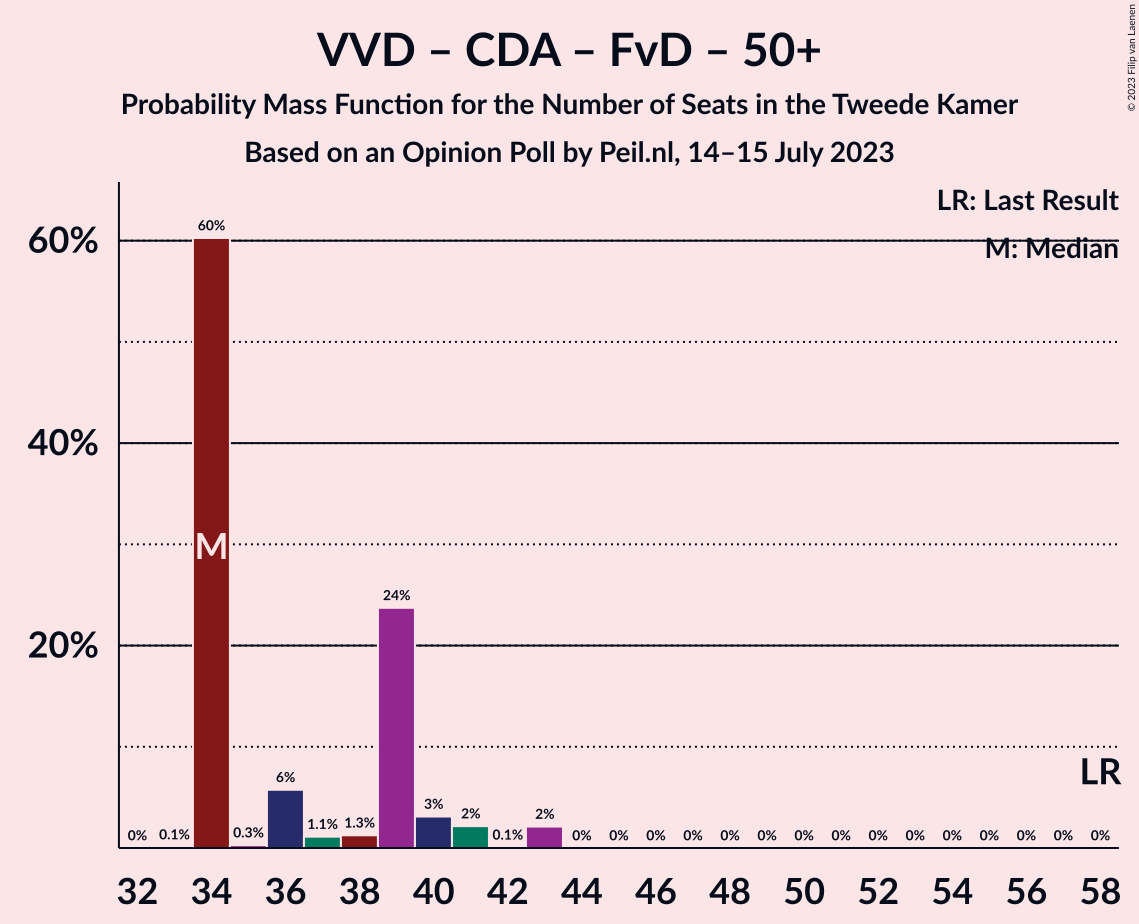 VVD – CDA – FvD – 50+
Probability Mass Function for the Number of Seats in the Tweede Kamer
Based on an Opinion Poll by Peil.nl, 14–15 July 2023
© 2023 Filip van Laenen
LR: Last Result
M: Median
60%
40%
20%
0% 0.1% 60% 0.3% 6% 1.1% 1.3% 24% 3% 2% 0.1% 2% 0% 0% 0% 0% 0% 0% 0% 0% 0% 0% 0% 0% 0% 0% 0%
M
LR
32 34 36 38 40 42 44 46 48 50 52 54 56 58